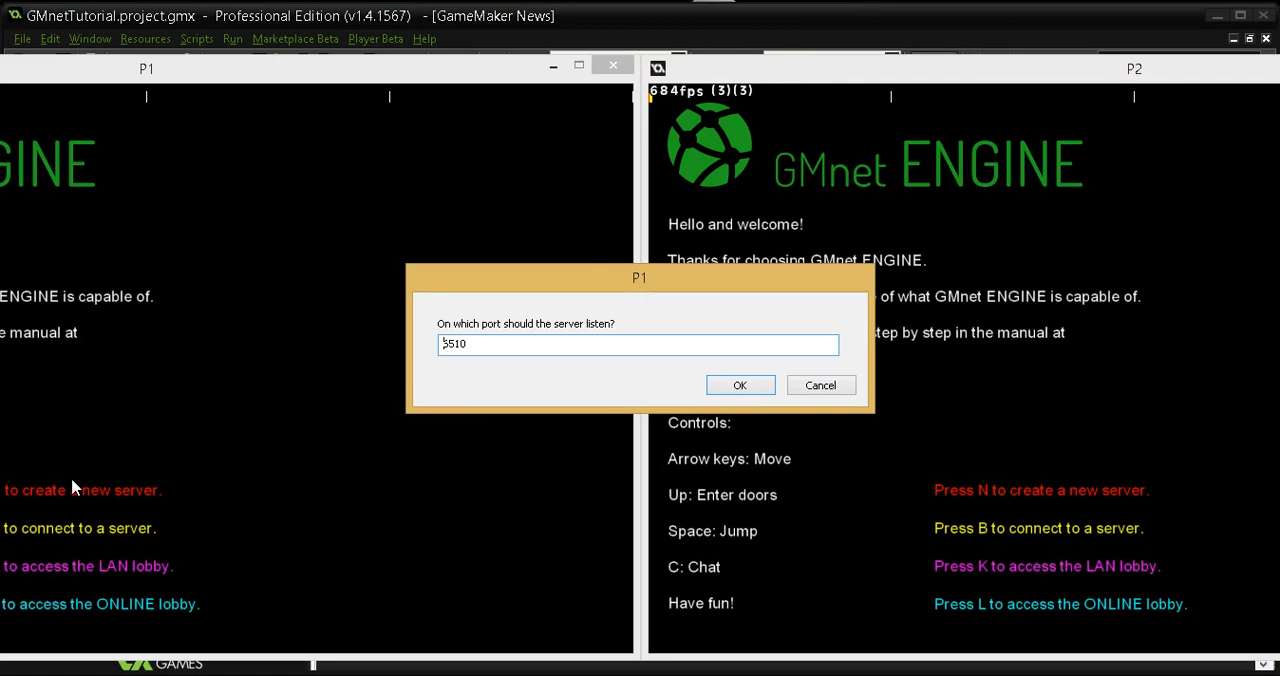 GMnetTutorial.project.gmx - Professional Edition (v1.4.1567) - [GameMaker News]
File Edit Window Resources Scripts Run Marketplace Beta Player Beta Help
P1
P2
684fps (3)(3)
GINE
GMnet ENGINE
Hello and welcome!
Thanks for choosing GMnet ENGINE.
ENGINE is capable of.
e of what GMnet ENGINE is capable of.
e manual at
step by step in the manual at
P1
On which port should the server listen?
6510
OK
Cancel
Controls:
Arrow keys: Move
Up: Enter doors
Space: Jump
C: Chat
Have fun!
to create new server.
to connect to a server.
to access the LAN lobby.
to access the ONLINE lobby.
Press N to create a new server.
Press B to connect to a server.
Press K to access the LAN lobby.
Press L to access the ONLINE lobby.
GAMES